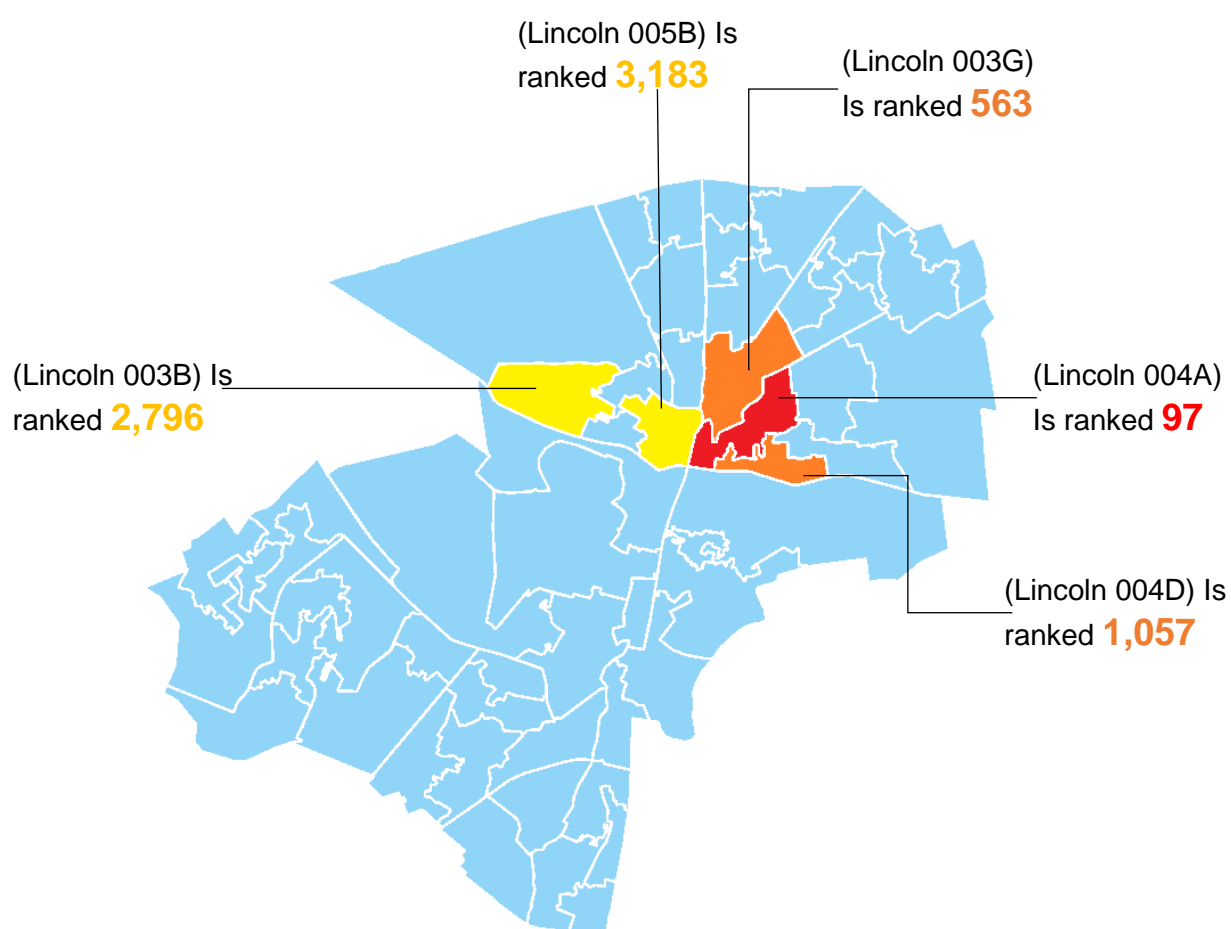 (Lincoln 005B) Is
ranked 3,183
(Lincoln 003G)
Is ranked 563
(Lincoln 003B) Is
ranked 2,796
(Lincoln 004A)
Is ranked 97
(Lincoln 004D) Is
ranked 1,057